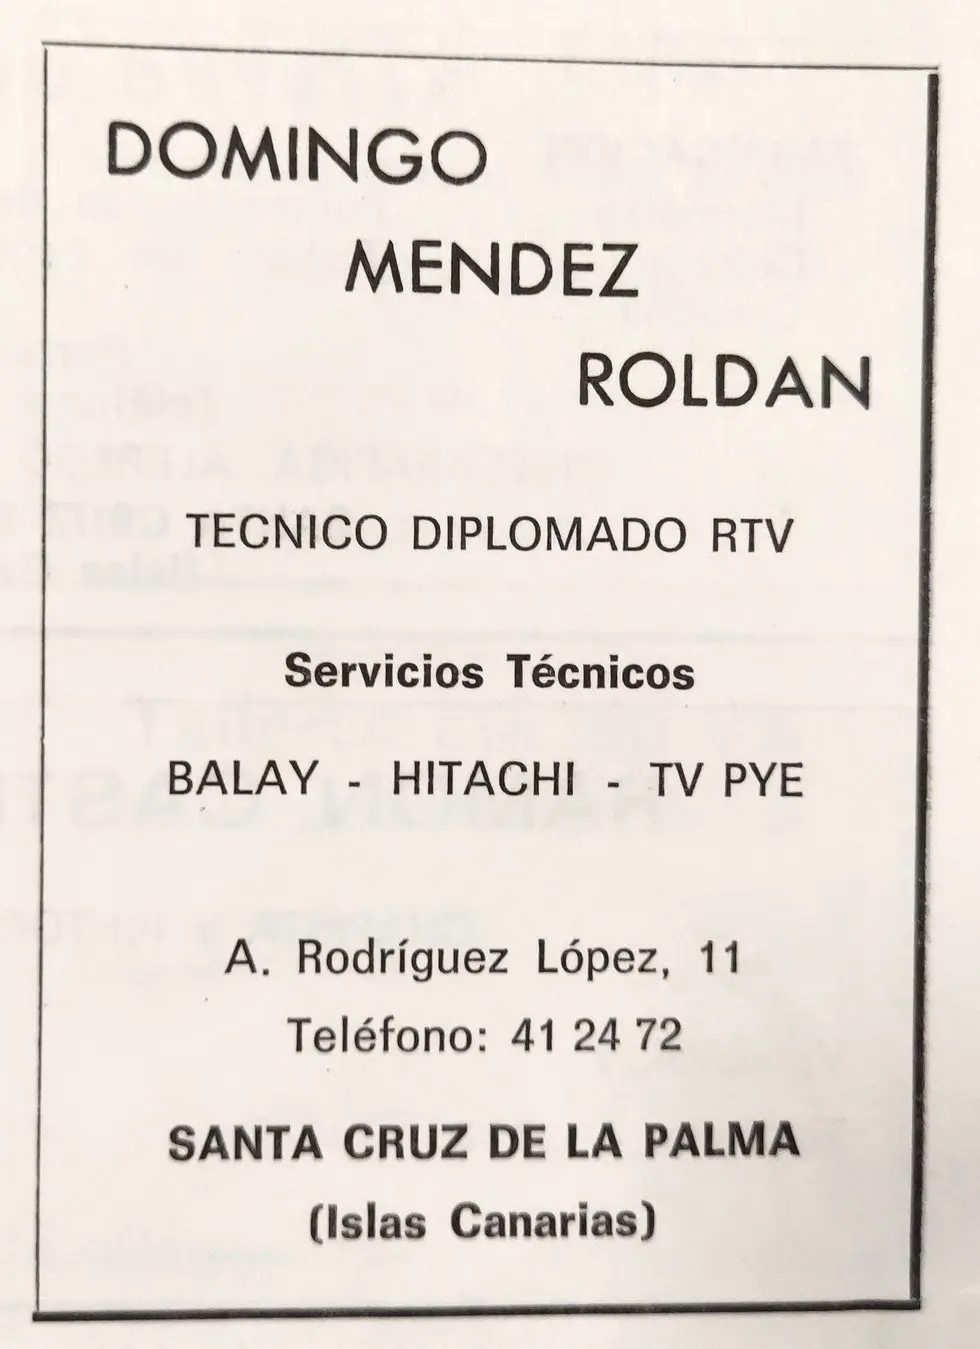 DOMINGO
MENDEZ
ROLDAN
TECNICO DIPLOMADO RTV
Servicios Técnicos
BALAY - HITACHI - TV PYE
A. Rodríguez López, 11
Teléfono: 41 24 72
SANTA CRUZ DE LA PALMA
(Islas Canarias)